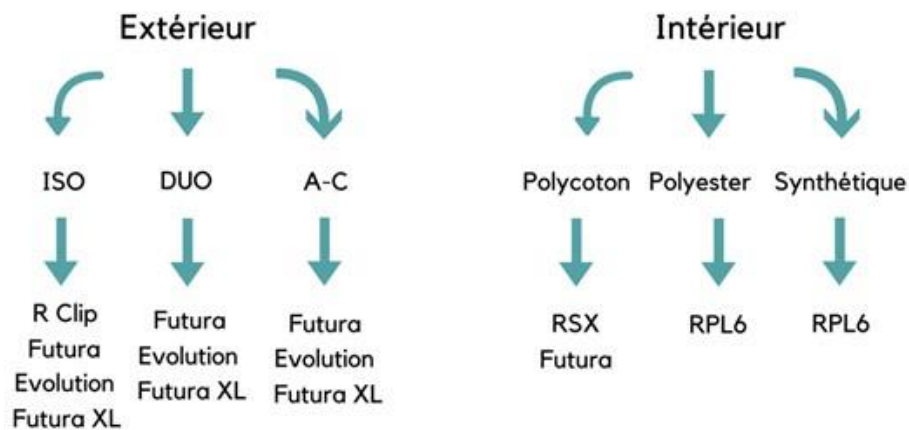 Extérieur
ISO
DUO
A-C
R Clip
Futura
Evolution
Futura XL
Futura
Evolution
Futura XL
Futura
Evolution
Futura XL
Intérieur
Polycoton
Polyester
Synthétique
RSX
Futura
RPL6
RPL6